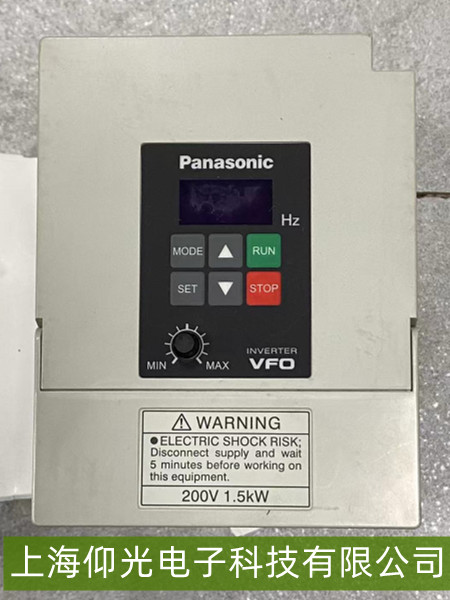 Panasonic
Hz
MODE ▲ RUN
SET ▼ STOP
MIN MAX
INVERTER
VFO
⚠ WARNING
●ELECTRIC SHOCK RISK;
Disconnect supply and wait
5 minutes before working on
this equipment.
200V 1.5kW
上海仰光电子科技有限公司